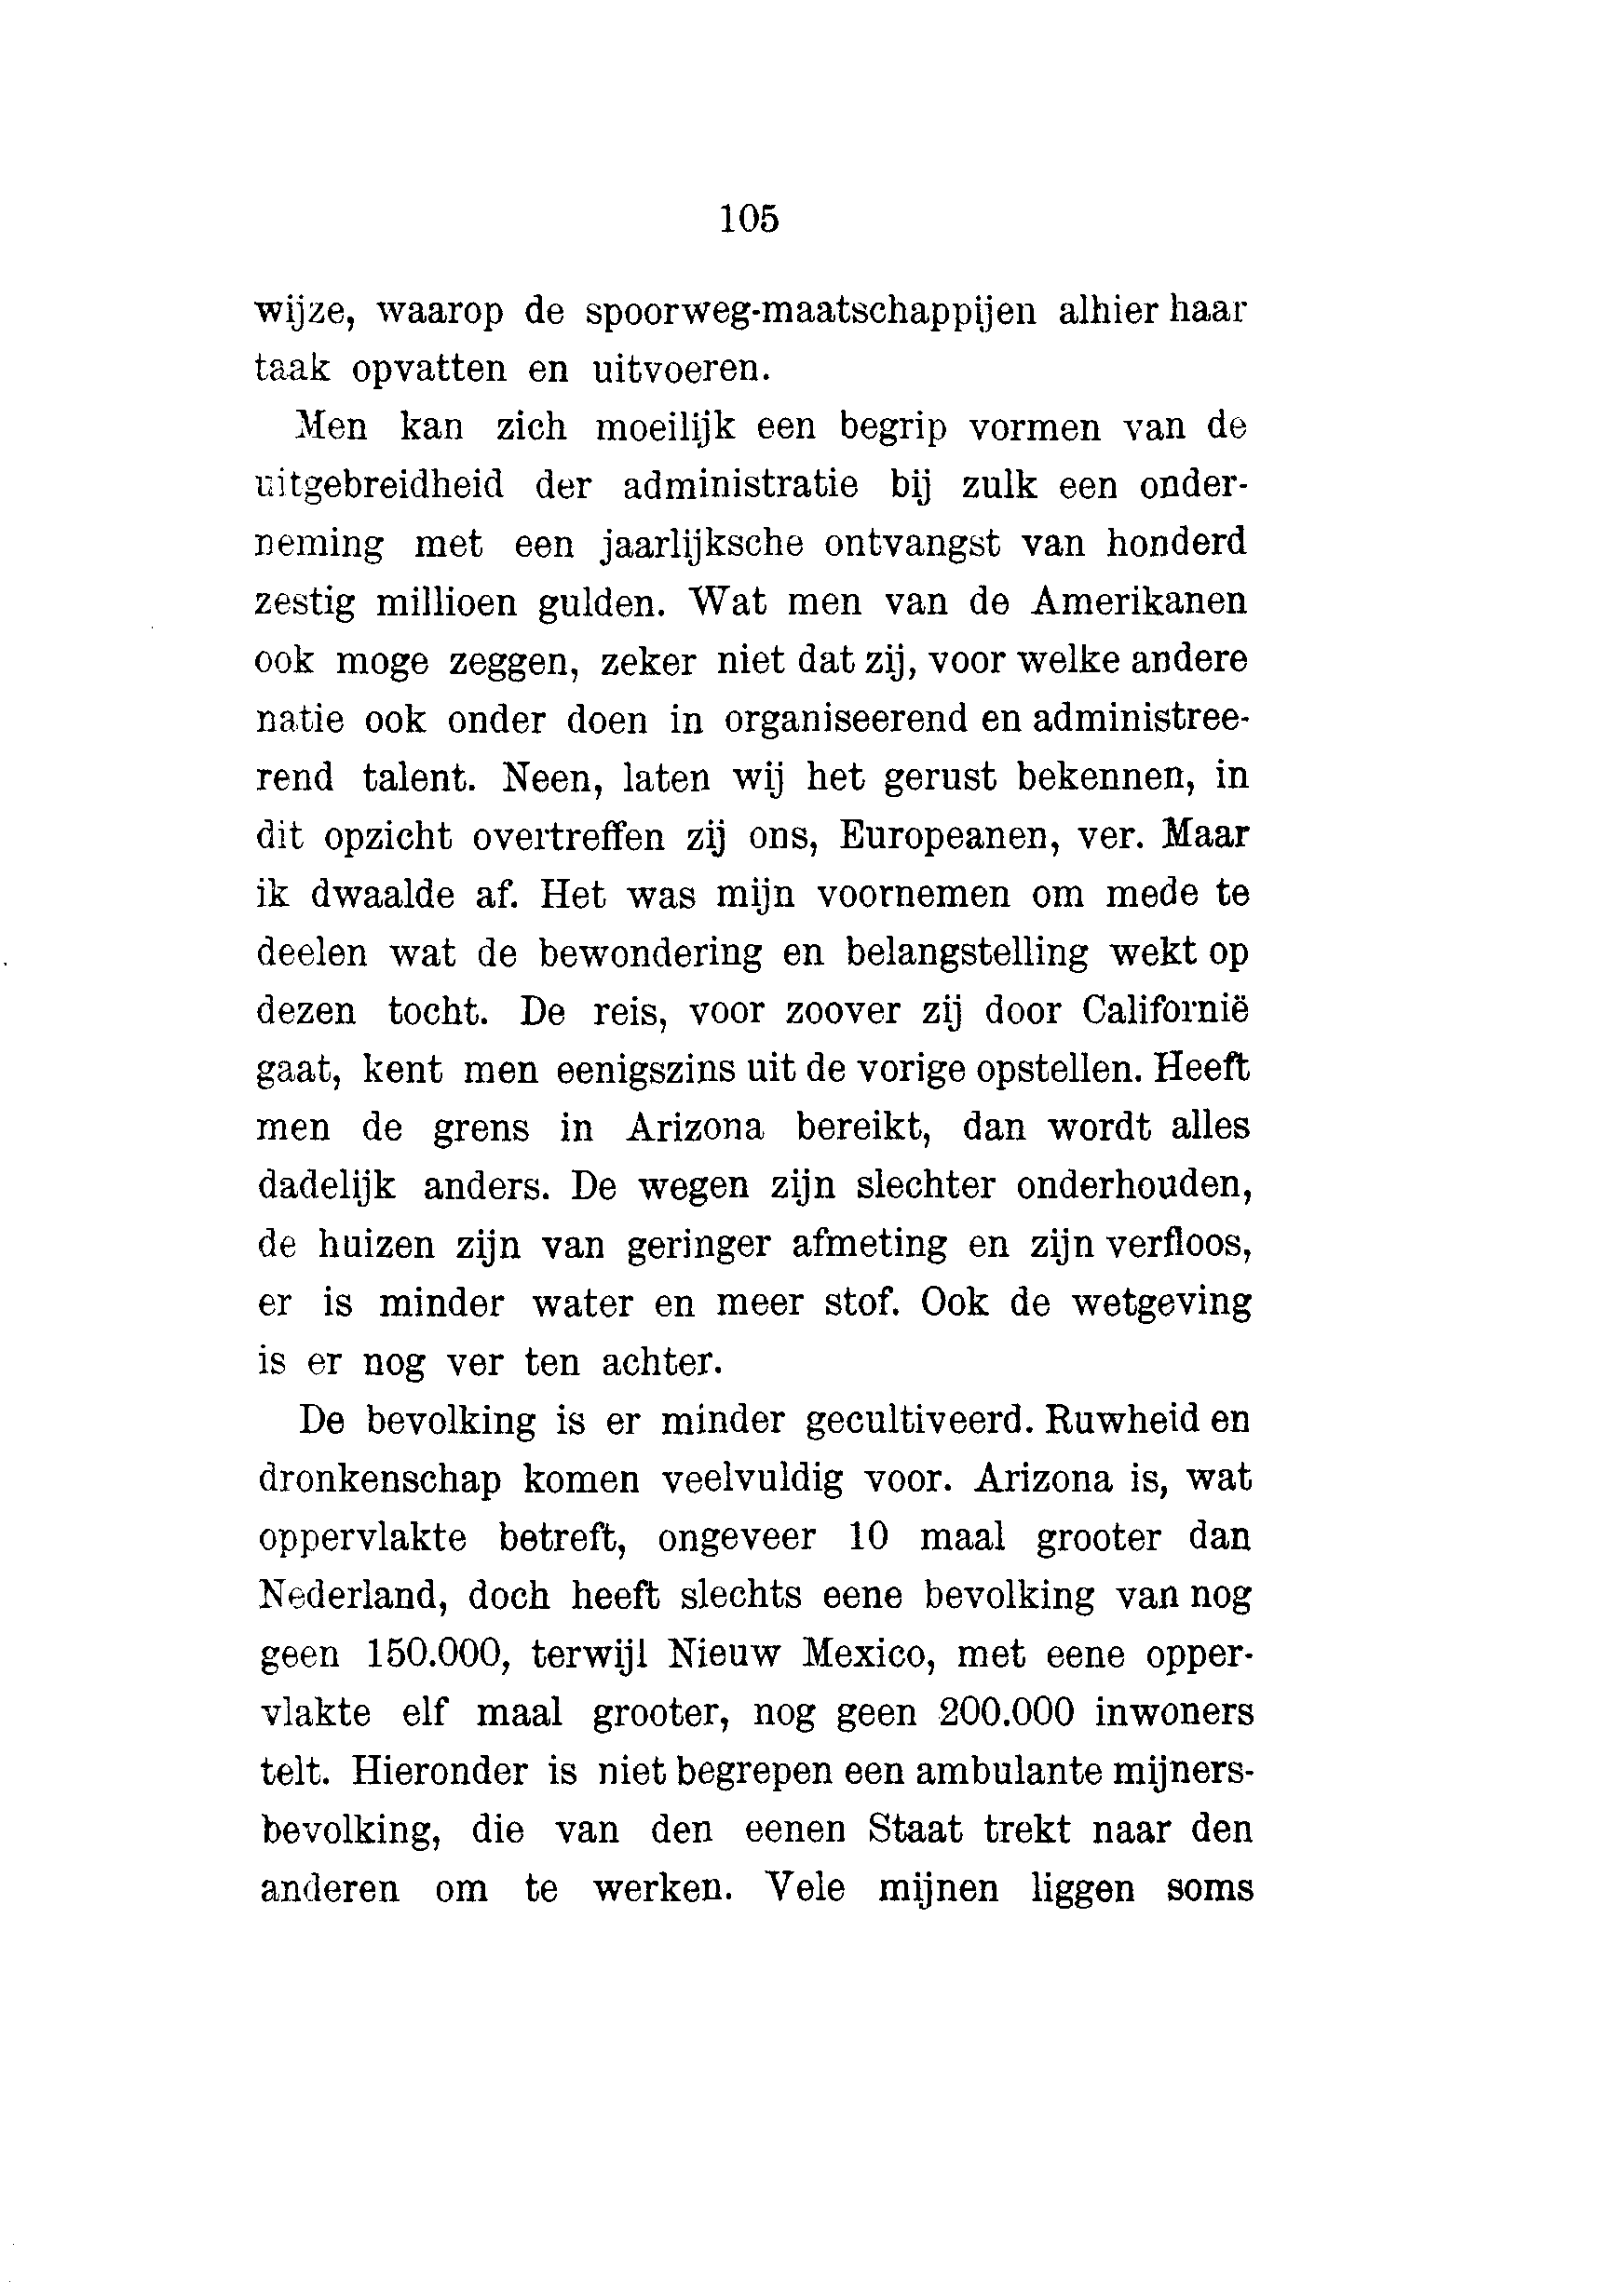 105
wijze, waarop de spoorweg-maatschappijen alhier haar
taak opvatten en uitvoeren.
Men kan zich moeilijk een begrip vormen van de
uitgebreidheid der administratie bij zulk een onder-
neming met een jaarlijksche ontvangst van honderd
zestig millioen gulden. Wat men van de Amerikanen
ook moge zeggen, zeker niet dat zij, voor welke andere
natie ook onder doen in organiseerend en administree-
rend talent. Neen, laten wij het gerust bekennen, in
dit opzicht overtreffen zij ons, Europeanen, ver. Maar
ik dwaalde af. Het was mijn voornemen om mede te
deelen wat de bewondering en belangstelling wekt op
dezen tocht. De reis, voor zoover zij door Californië
gaat, kent men eenigszins uit de vorige opstellen. Heeft
men de grens in Arizona bereikt, dan wordt alles
dadelijk anders. De wegen zijn slechter onderhouden,
de huizen zijn van geringer afmeting en zijn verfloos,
er is minder water en meer stof. Ook de wetgeving
is er nog ver ten achter.
De bevolking is er minder gecultiveerd. Ruwheid en
dronkenschap komen veelvuldig voor. Arizona is, wat
oppervlakte betreft, ongeveer 10 maal grooter dan
Nederland, doch heeft slechts eene bevolking van nog
geen 150.000, terwijl Nieuw Mexico, met eene opper-
vlakte elf maal grooter, nog geen 200.000 inwoners
telt. Hieronder is niet begrepen een ambulante mijners-
bevolking, die van den eenen Staat trekt naar den
anderen om te werken. Vele mijnen liggen soms